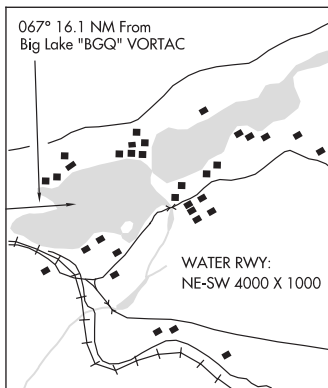 067° 16.1 NM From
Big Lake "BGQ" VORTAC
WATER RWY:
NE-SW 4000 X 1000